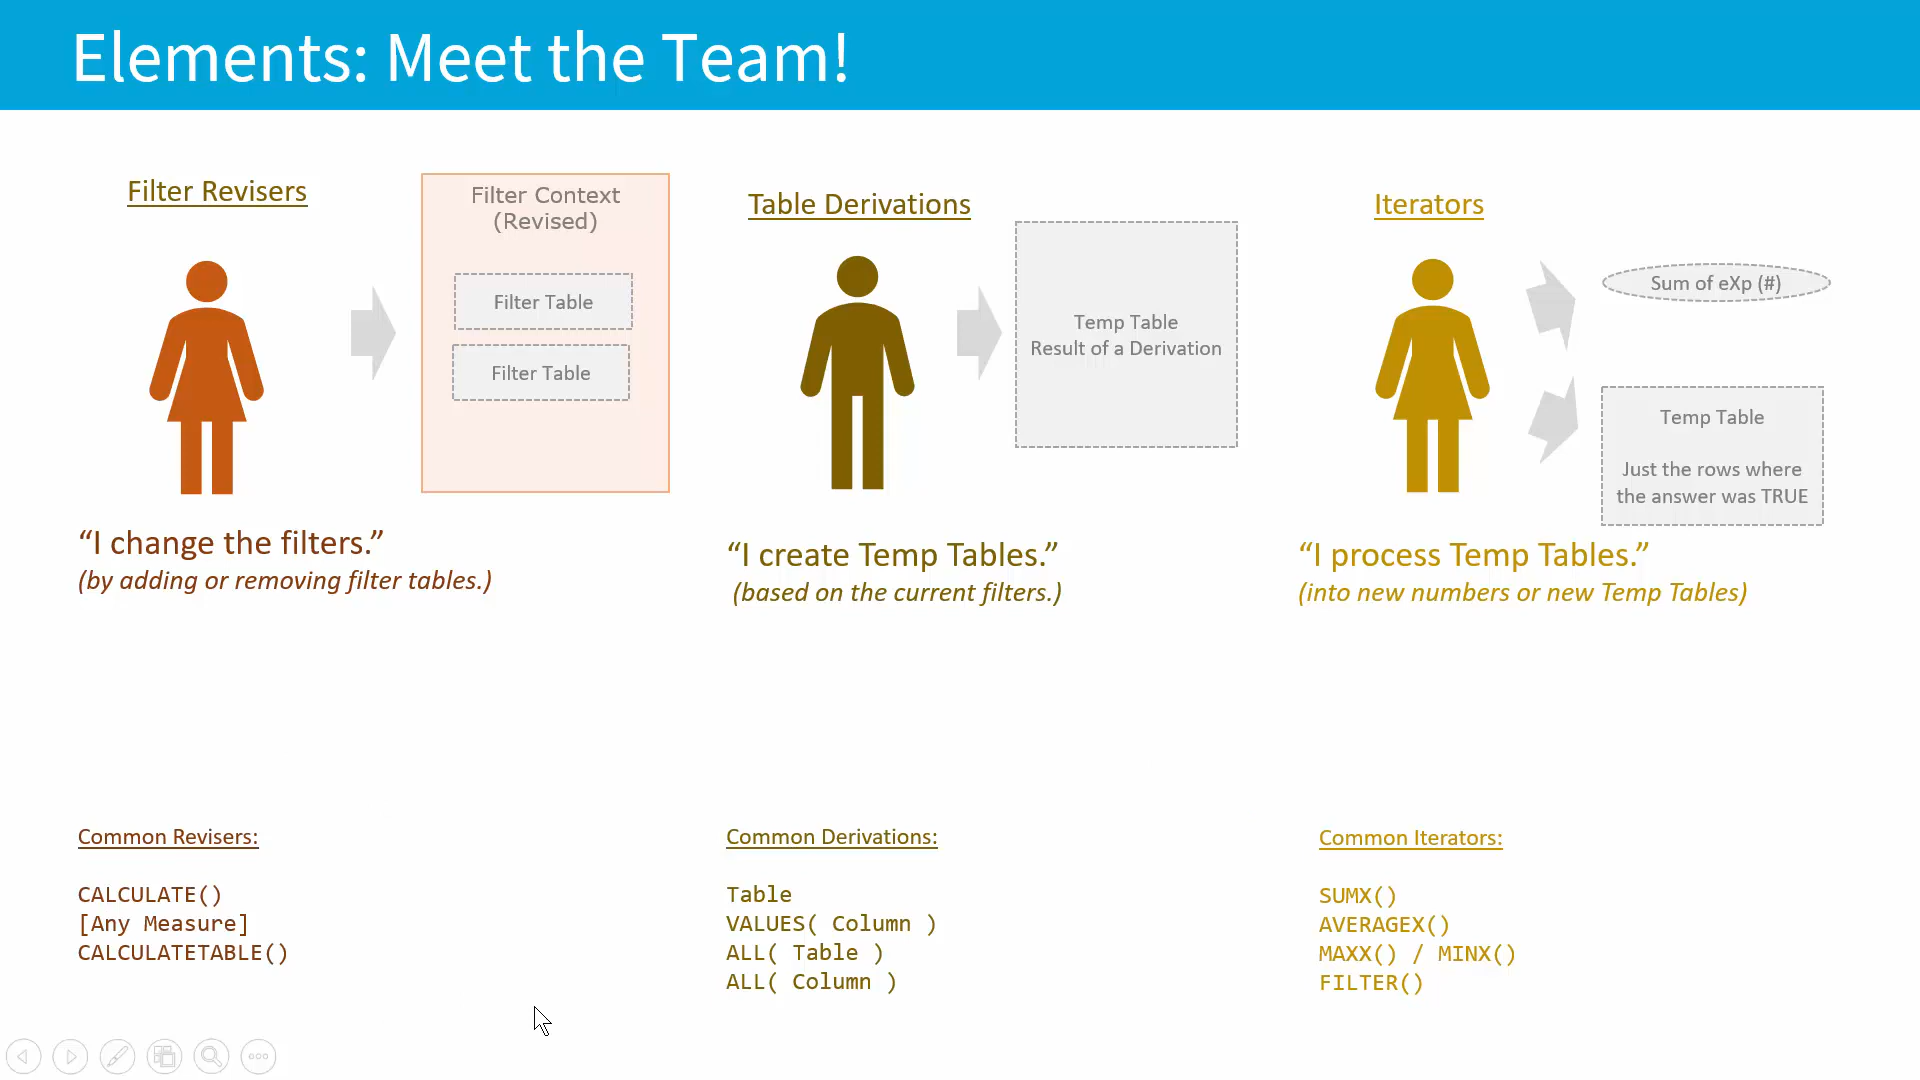 Elements: Meet the Team!
Filter Revisers
Filter Context
(Revised)
Filter Table
Filter Table
“I change the filters.”
(by adding or removing filter tables.)
Common Revisers:
CALCULATE()
[Any Measure]
CALCULATETABLE()
Table Derivations
Temp Table
Result of a Derivation
“I create Temp Tables.”
(based on the current filters.)
Common Derivations:
Table
VALUES( Column )
ALL( Table )
ALL( Column )
Iterators
Sum of eXp (#)
Temp Table
Just the rows where
the answer was TRUE
“I process Temp Tables.”
(into new numbers or new Temp Tables)
Common Iterators:
SUMX()
AVERAGEX()
MAXX() / MINX()
FILTER()